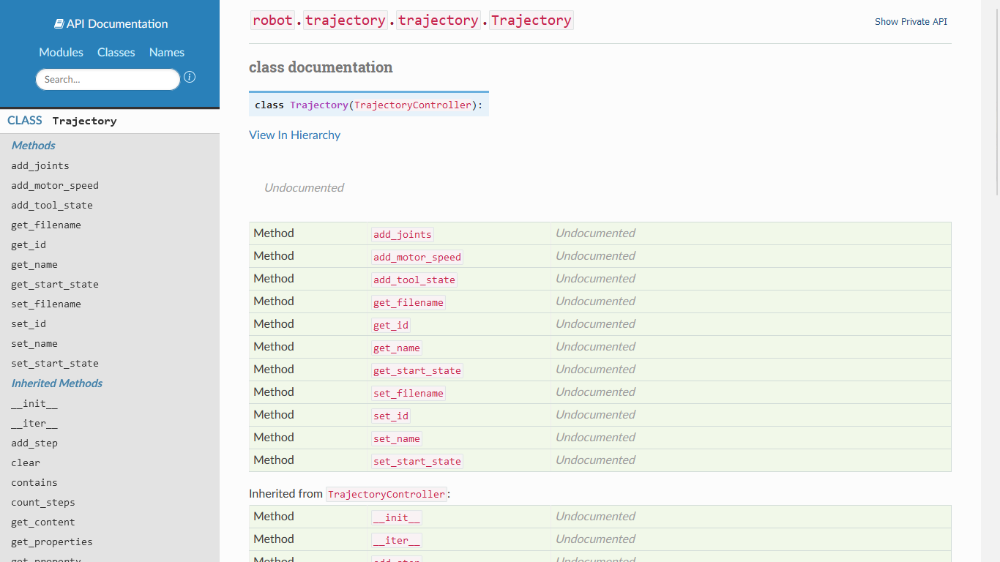 API Documentation
Modules Classes Names
Search...
CLASS Trajectory
Methods
add_joints
add_motor_speed
add_tool_state
get_filename
get_id
get_name
get_start_state
set_filename
set_id
set_name
set_start_state
Inherited Methods
__init__
__iter__
add_step
clear
contains
count_steps
get_content
get_properties
get_property
robot.trajectory.trajectory.Trajectory
Show Private API
class documentation
class Trajectory(TrajectoryController):
View In Hierarchy
Undocumented
Method add_joints Undocumented
Method add_motor_speed Undocumented
Method add_tool_state Undocumented
Method get_filename Undocumented
Method get_id Undocumented
Method get_name Undocumented
Method get_start_state Undocumented
Method set_filename Undocumented
Method set_id Undocumented
Method set_name Undocumented
Method set_start_state Undocumented
Inherited from TrajectoryController:
Method __init__ Undocumented
Method __iter__ Undocumented
Method add_step Undocumented